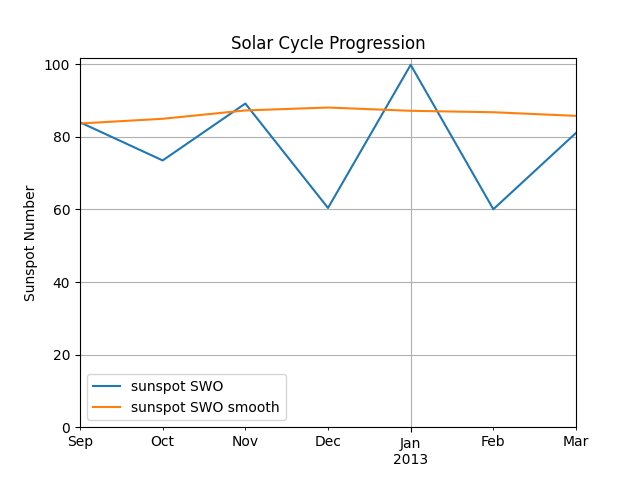 Solar Cycle Progression
Sunspot Number
100
80
60
40
20
0
sunspot SWO
sunspot SWO smooth
Sep Oct Nov Dec Jan Feb Mar
2013